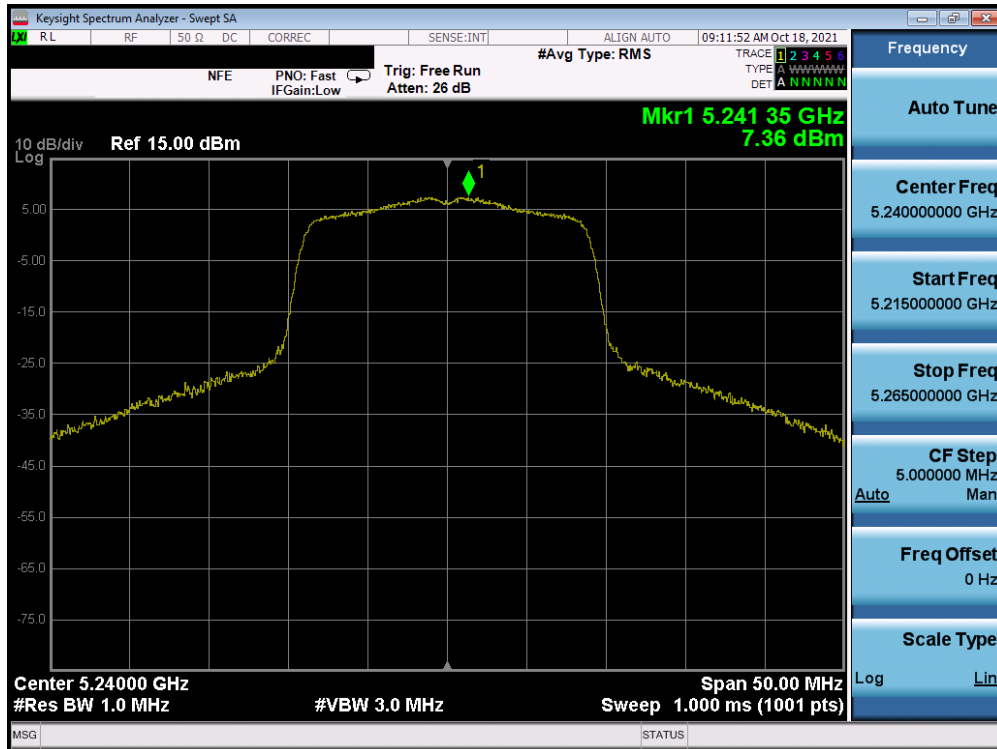 Keysight Spectrum Analyzer - Swept SA
LXI RL RF 50 Ω DC CORREC SENSE:INT ALIGN AUTO 09:11:52 AM Oct 18, 2021
Frequency
#Avg Type: RMS
TRACE 1 2 3 4 5 6
TYPE A WWWWW
DET A N N N N N
NFE
PNO: Fast
IFGain:Low
Trig: Free Run
Atten: 26 dB
Mkr1 5.241 35 GHz
7.36 dBm
10 dB/div
Log
Ref 15.00 dBm
1
5.00
-5.00
-15.0
-25.0
-35.0
-45.0
-55.0
-65.0
-75.0
Center 5.24000 GHz
Span 50.00 MHz
#Res BW 1.0 MHz
#VBW 3.0 MHz
Sweep 1.000 ms (1001 pts)
MSG
STATUS
Auto Tune
Center Freq
5.240000000 GHz
Start Freq
5.215000000 GHz
Stop Freq
5.265000000 GHz
CF Step
5.000000 MHz
Auto Man
Freq Offset
0 Hz
Scale Type
Log Lin